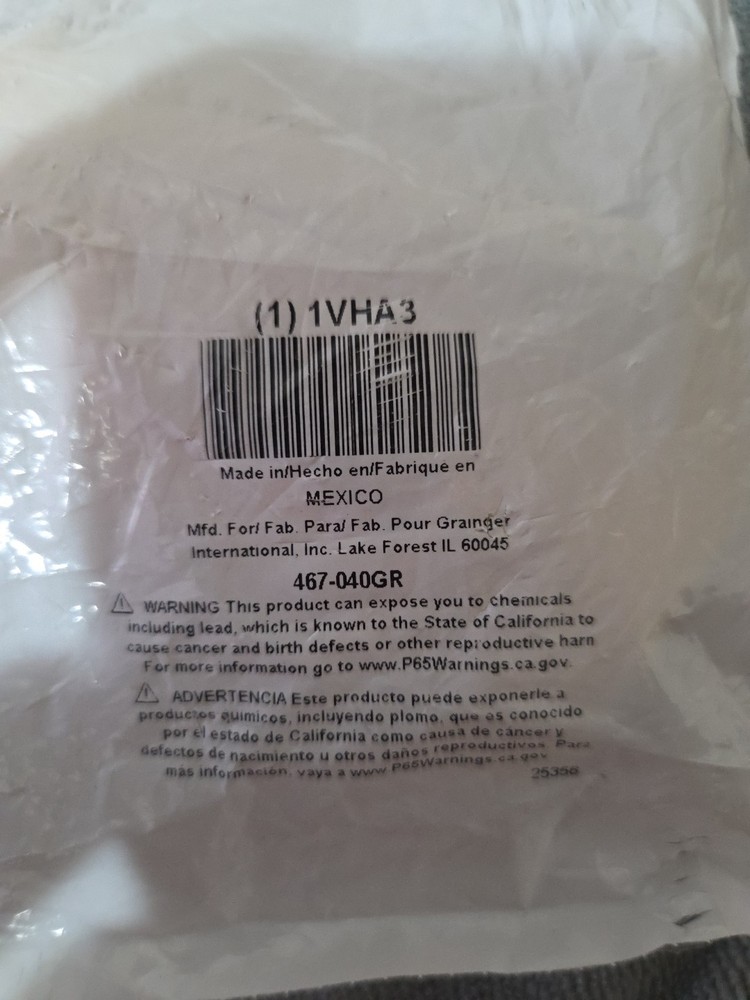 (1) 1VHA3
Made in/Hecho en/Fabriqué en
MEXICO
Mfd. For/ Fab. Para/ Fab. Pour Grainger
International, Inc. Lake Forest IL 60045
467-040GR
WARNING This product can expose you to chemicals
including lead, which is known to the State of California to
cause cancer and birth defects or other reproductive harm
For more information go to www.P65Warnings.ca.gov.
ADVERTENCIA Este producto puede exponerle a
productos quimicos, incluyendo plomo, que es conocido
por el estado de California como causa de cáncer y
defectos de nacimiento u otros daños reproductivos. Para
mas información, vaya a www.P65Warnings.ca.gov
25356